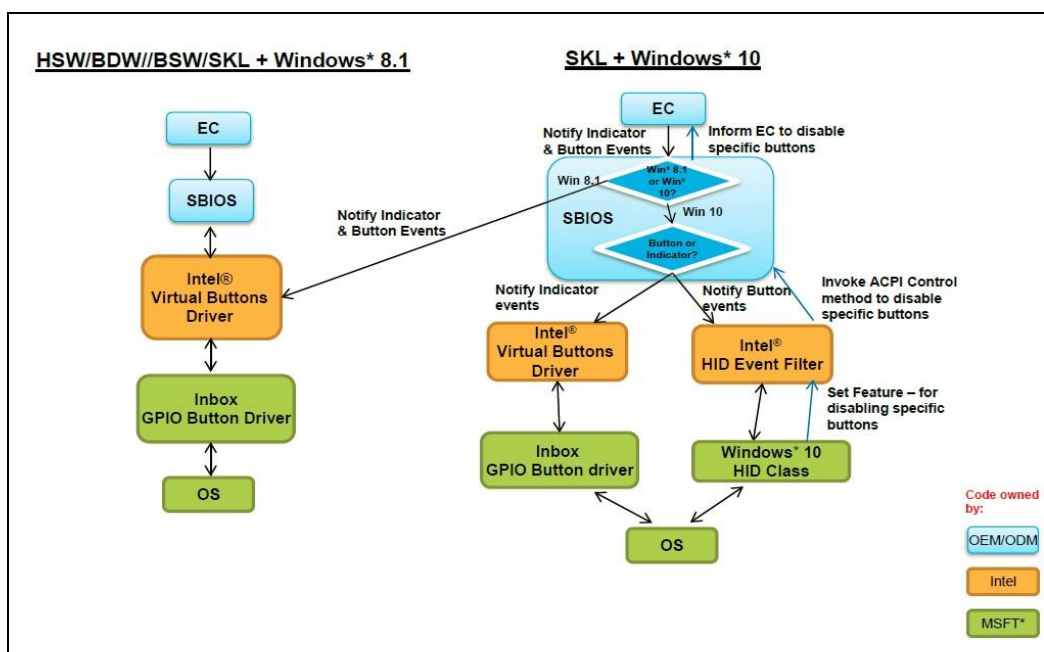 HSW/BDW//BSW/SKL + Windows* 8.1
EC
SBIOS
Intel®
Virtual Buttons
Driver
Inbox
GPIO Button Driver
OS
SKL + Windows* 10
EC
Notify Indicator
& Button Events
Inform EC to disable
specific buttons
Win 8.1
Win* 8.1
or Win*
10?
SBIOS
Win 10
Button or
Indicator?
Notify Indicator
& Button Events
Notify Indicator
events
Notify Button
events
Invoke ACPI Control
method to disable
specific buttons
Intel®
Virtual Buttons
Driver
Intel®
HID Event Filter
Set Feature – for
disabling specific
buttons
Inbox
GPIO Button driver
Windows* 10
HID Class
OS
Code owned
by:
OEM/ODM
Intel
MSFT*